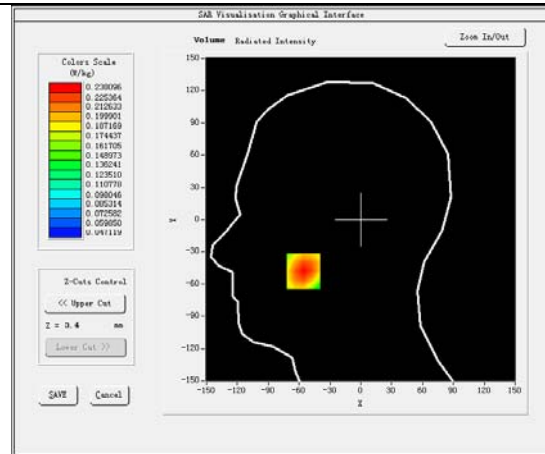 SAR Visualisation Graphical Interface
Volume Radiated Intensity
Zoom In/Out
Colors Scale
(W/kg)
0.238096
0.225364
0.212633
0.199901
0.187169
0.174437
0.161705
0.148973
0.136241
0.123510
0.110778
0.098046
0.085314
0.072582
0.059850
0.047119
Z-Cuts Control
<< Upper Cut
Z = 3.4 mm
Lower Cut >>
SAVE Cancel
150
120
90
60
30
Y 0
-30
-60
-90
-120
-150
-150 -120 -90 -60 -30 0 30 60 90 120 150
X